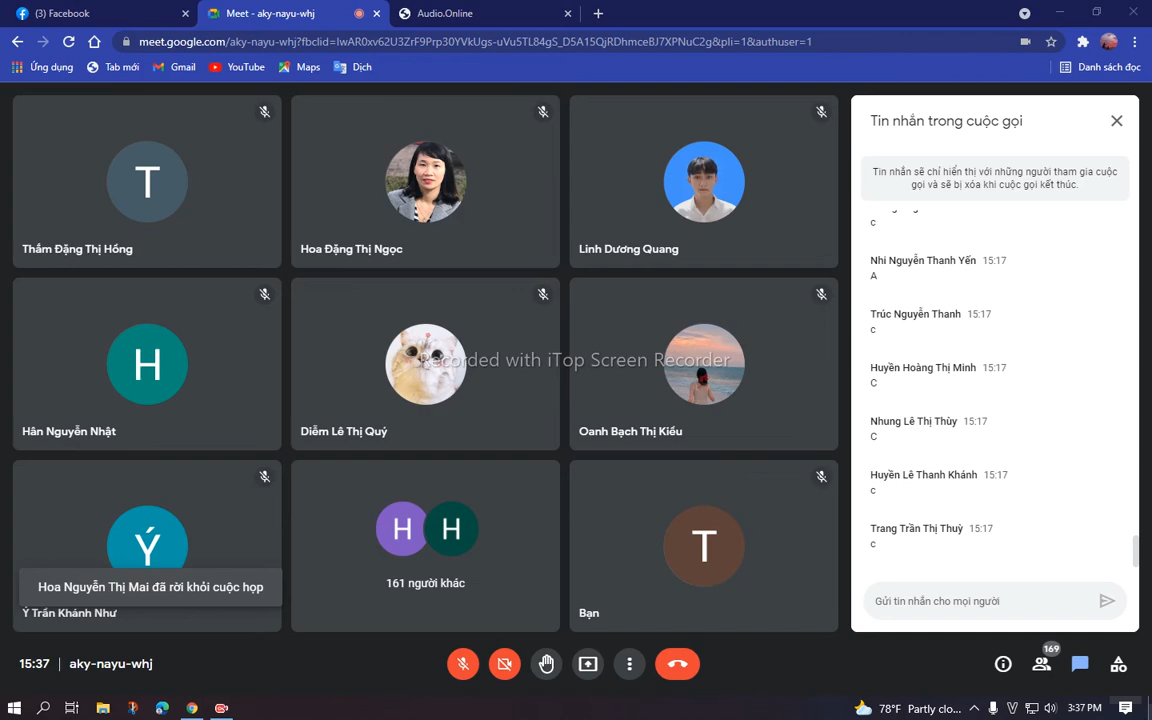 (3) Facebook
Meet - aky-nayu-whj
Audio.Online
meet.google.com/aky-nayu-whj?fbclid=IwAR0xv62U3ZrF9Prp30YVkUgs-uVu5TL84gS_D5A15QjRDhmceBJ7XPNuC2g&pli=1&authuser=1
Ứng dụng
Tab mới
Gmail
YouTube
Maps
Dịch
Danh sách đọc
T
Thắm Đặng Thị Hồng
Hoa Đặng Thị Ngọc
Linh Dương Quang
H
Hân Nguyễn Nhật
Diễm Lê Thị Quý
Oanh Bạch Thị Kiều
Recorded with iTop Screen Recorder
Ý
Hoa Nguyễn Thị Mai đã rời khỏi cuộc họp
Ý Trần Khánh Như
H H
161 người khác
T
Bạn
Tin nhắn trong cuộc gọi
Tin nhắn sẽ chỉ hiển thị với những người tham gia cuộc
gọi và sẽ bị xóa khi cuộc gọi kết thúc.
c
Nhi Nguyễn Thanh Yến 15:17
A
Trúc Nguyễn Thanh 15:17
c
Huyền Hoàng Thị Minh 15:17
C
Nhung Lê Thị Thùy 15:17
C
Huyền Lê Thanh Khánh 15:17
c
Trang Trần Thị Thuỳ 15:17
c
Gửi tin nhắn cho mọi người
15:37 | aky-nayu-whj
169
78°F Partly clo...
3:37 PM